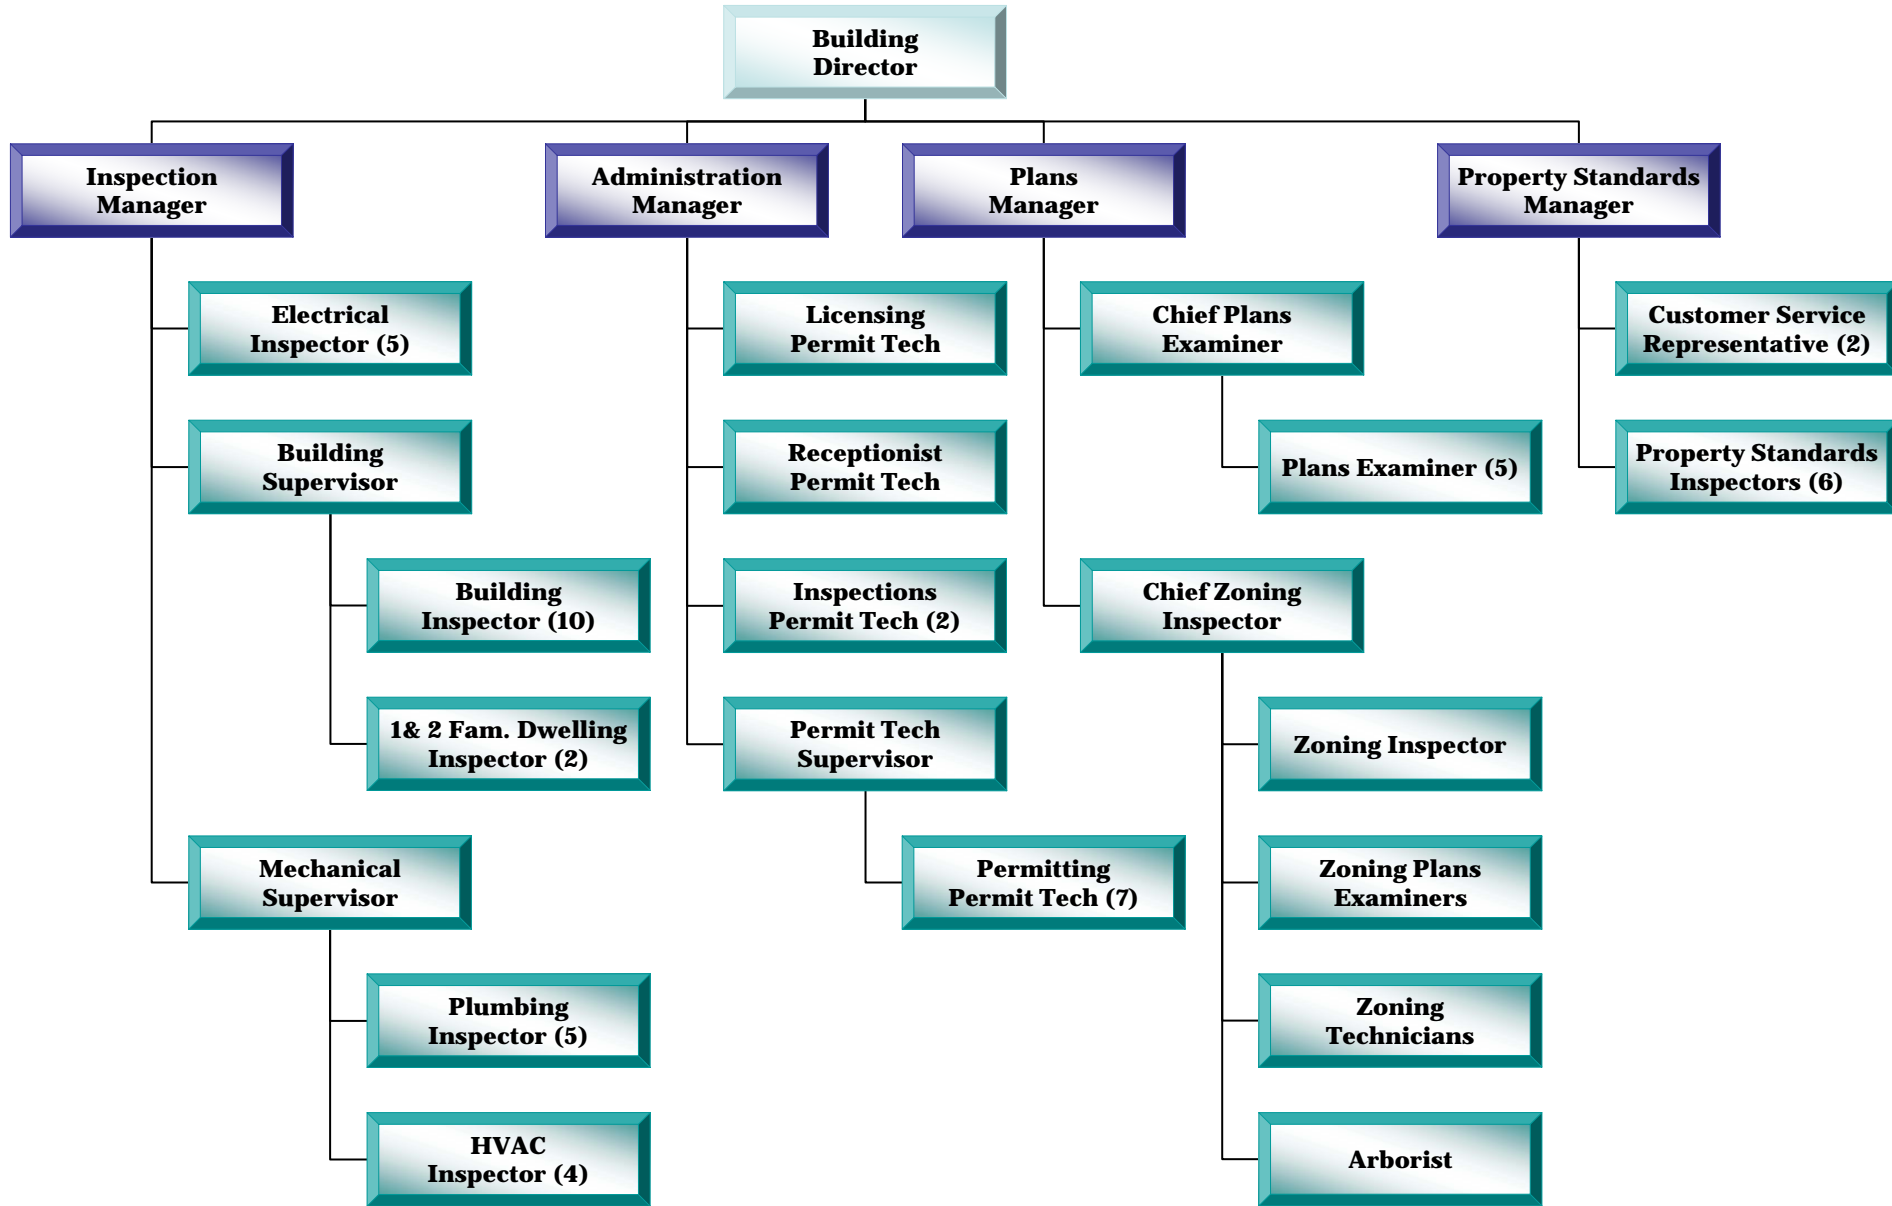 Building
Director
Inspection
Manager
Administration
Manager
Plans
Manager
Property Standards
Manager
Electrical
Inspector (5)
Licensing
Permit Tech
Chief Plans
Examiner
Customer Service
Representative (2)
Building
Supervisor
Receptionist
Permit Tech
Plans Examiner (5)
Property Standards
Inspectors (6)
Building
Inspector (10)
Inspections
Permit Tech (2)
Chief Zoning
Inspector
1& 2 Fam. Dwelling
Inspector (2)
Permit Tech
Supervisor
Zoning Inspector
Mechanical
Supervisor
Permitting
Permit Tech (7)
Zoning Plans
Examiners
Plumbing
Inspector (5)
Zoning
Technicians
HVAC
Inspector (4)
Arborist